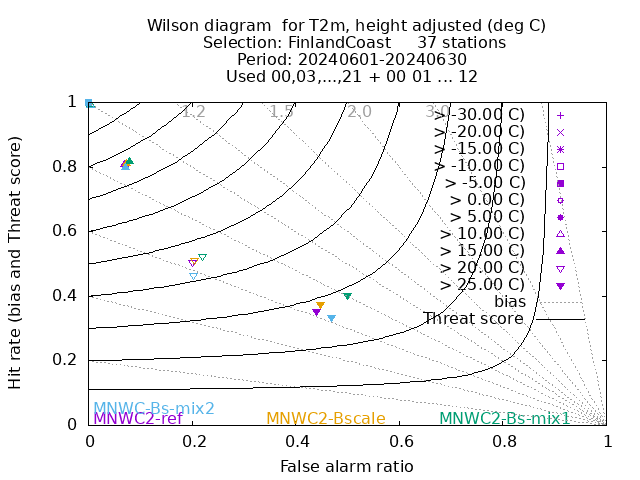 Wilson diagram  for T2m, height adjusted (deg C)
Selection: FinlandCoast     37 stations
Period: 20240601-20240630
Used 00,03,...,21 + 00 01 ... 12
Hit rate (bias and Threat score)
1
0.8
0.6
0.4
0.2
0
1.2 1.5 2.0 3.0
> -30.00 C)
> -20.00 C)
> -15.00 C)
> -10.00 C)
> -5.00 C)
> 0.00 C)
> 5.00 C)
> 10.00 C)
> 15.00 C)
> 20.00 C)
> 25.00 C)
bias
Threat score
MNWC-Bs-mix2
MNWC2-ref MNWC2-Bscale MNWC2-Bs-mix1
0 0.2 0.4 0.6 0.8 1
False alarm ratio